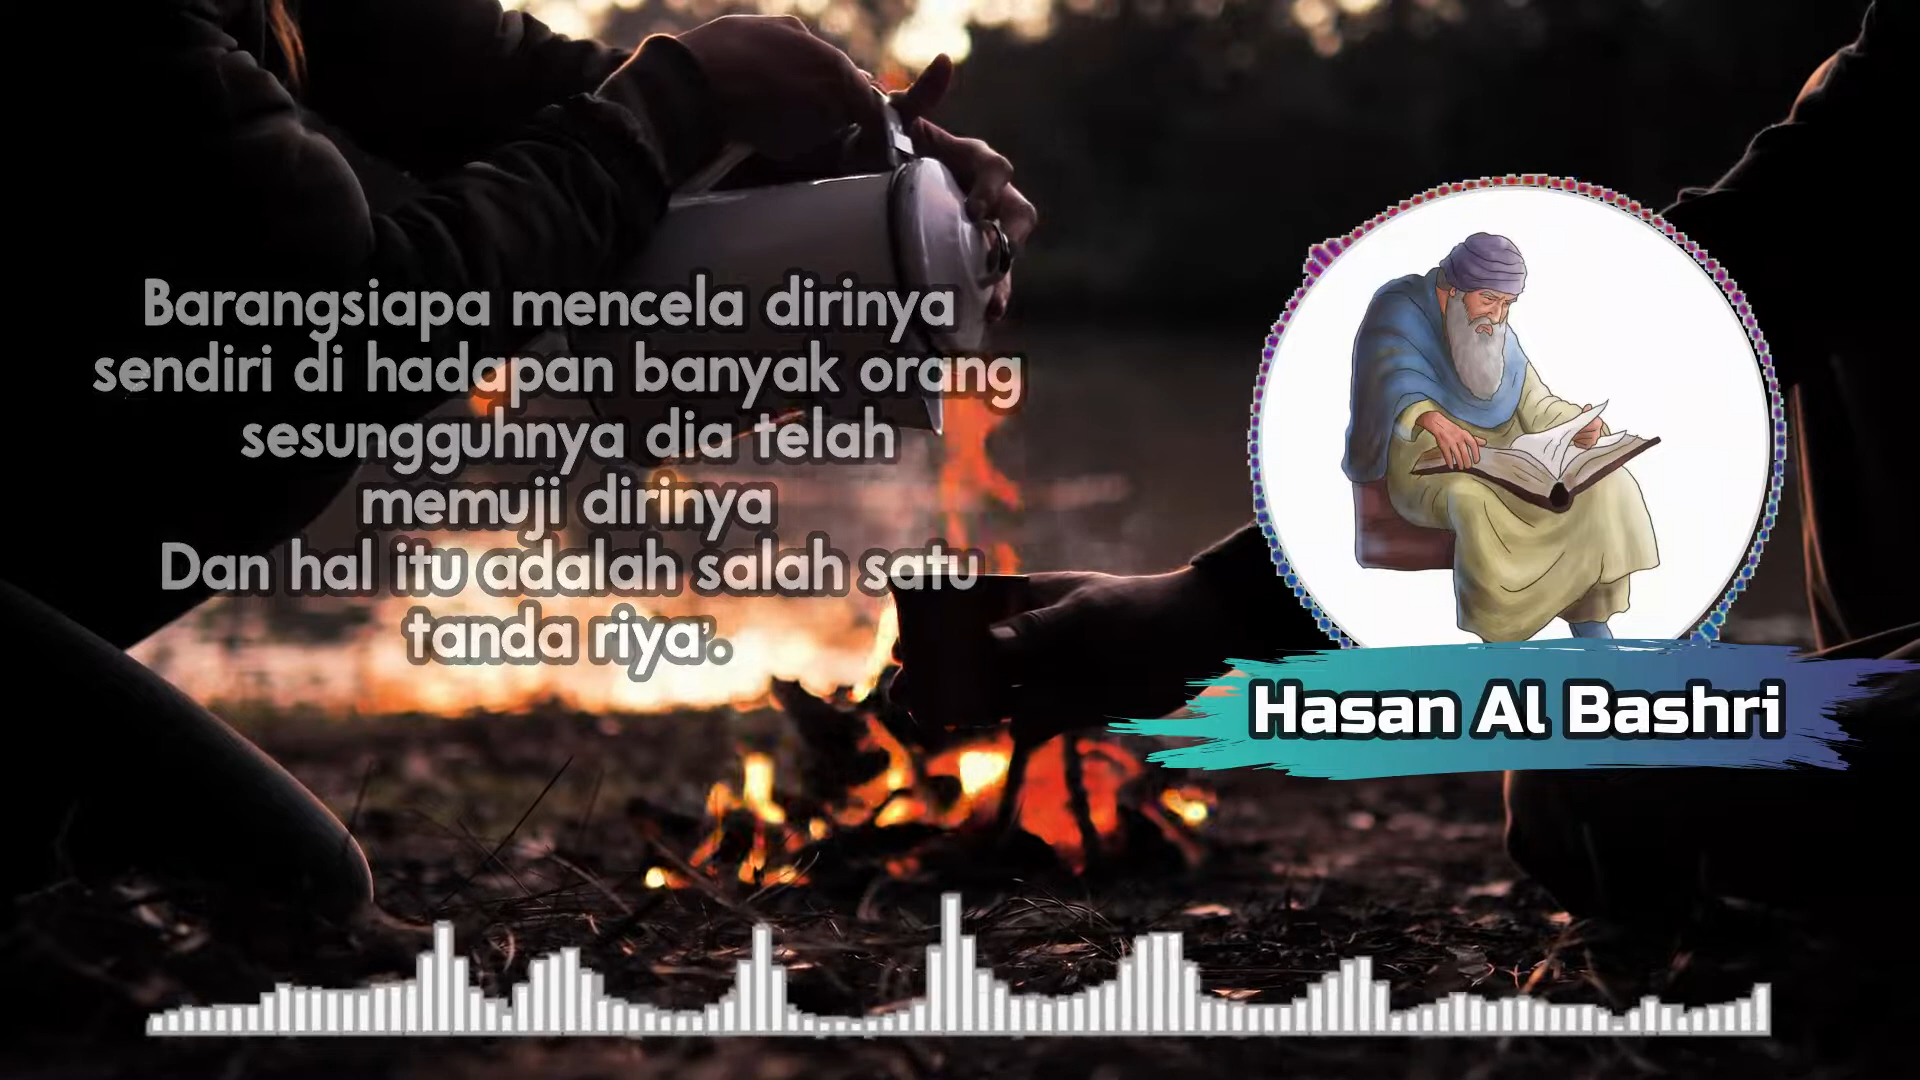 Barangsiapa mencela dirinya
sendiri di hadapan banyak orang
sesungguhnya dia telah
memuji dirinya
Dan hal itu adalah salah satu
tanda riya'.
Hasan Al Bashri